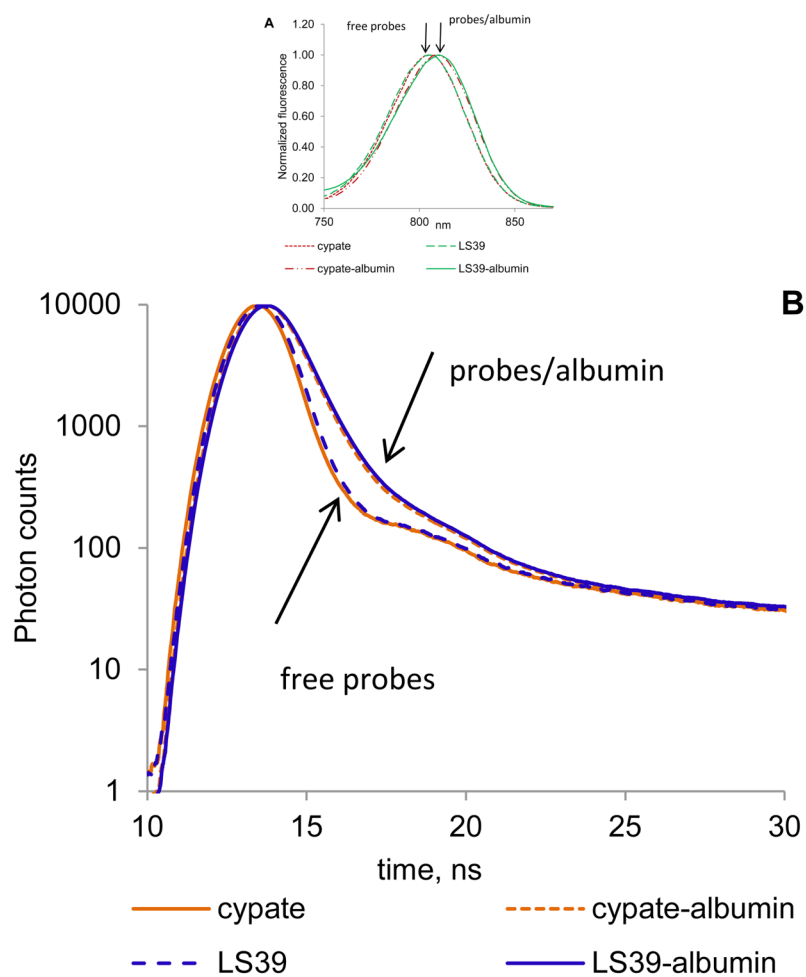 A
free probes
probes/albumin
1.20
1.00
0.80
0.60
0.40
0.20
0.00
Normalized fluorescence
750
800
850
nm
cypate
LS39
cypate-albumin
LS39-albumin
B
10000
1000
100
10
1
Photon counts
probes/albumin
free probes
10
15
20
25
30
time, ns
cypate
cypate-albumin
LS39
LS39-albumin